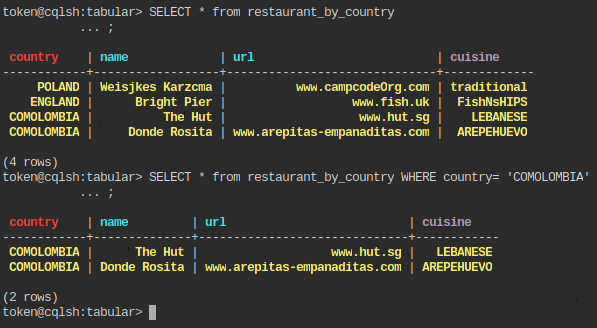 token@cqlsh:tabular> SELECT * from restaurant_by_country
... ;
country | name | url | cuisine
------------+-----------------+------------------------------+-------------
POLAND | Weisjkes Karzcma | www.campcodeOrg.com | traditional
ENGLAND | Bright Pier | www.fish.uk | FishNsHIPS
COMOLOMBIA | The Hut | www.hut.sg | LEBANESE
COMOLOMBIA | Donde Rosita | www.arepitas-empanaditas.com | AREPEHUEVO
(4 rows)
token@cqlsh:tabular> SELECT * from restaurant_by_country WHERE country= 'COMOLOMBIA'
... ;
country | name | url | cuisine
------------+--------------+------------------------------+------------
COMOLOMBIA | The Hut | www.hut.sg | LEBANESE
COMOLOMBIA | Donde Rosita | www.arepitas-empanaditas.com | AREPEHUEVO
(2 rows)
token@cqlsh:tabular>